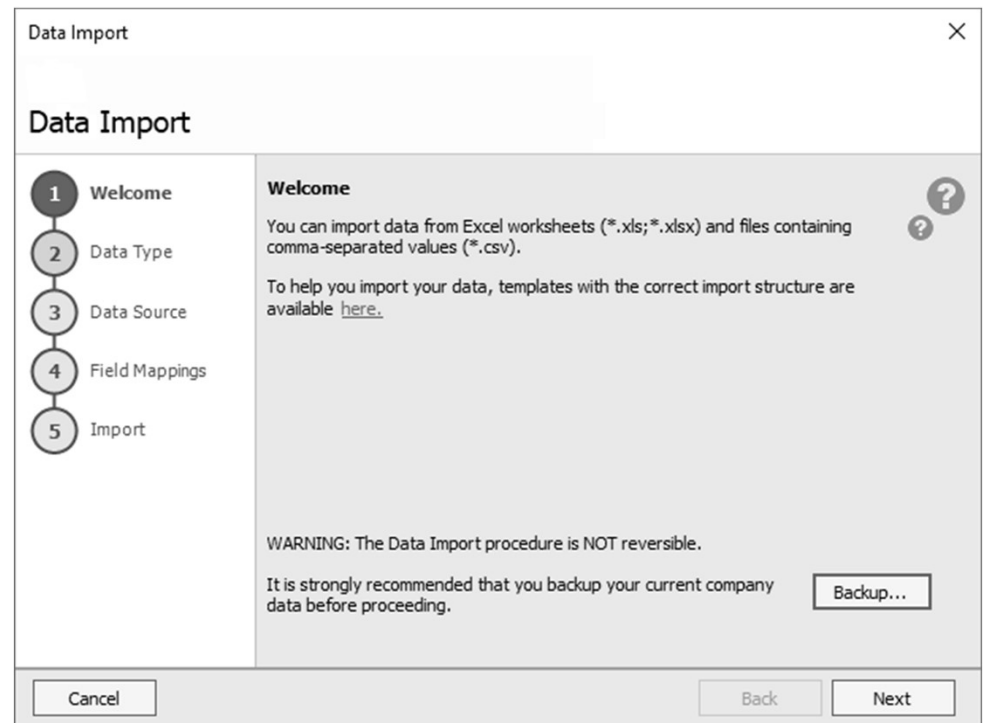 Data Import
Data Import
1 Welcome
2 Data Type
3 Data Source
4 Field Mappings
5 Import
Welcome
You can import data from Excel worksheets (*.xls;*.xlsx) and files containing
comma-separated values (*.csv).
To help you import your data, templates with the correct import structure are
available here.
?
?
WARNING: The Data Import procedure is NOT reversible.
It is strongly recommended that you backup your current company
data before proceeding.
Backup...
Cancel
Back
Next